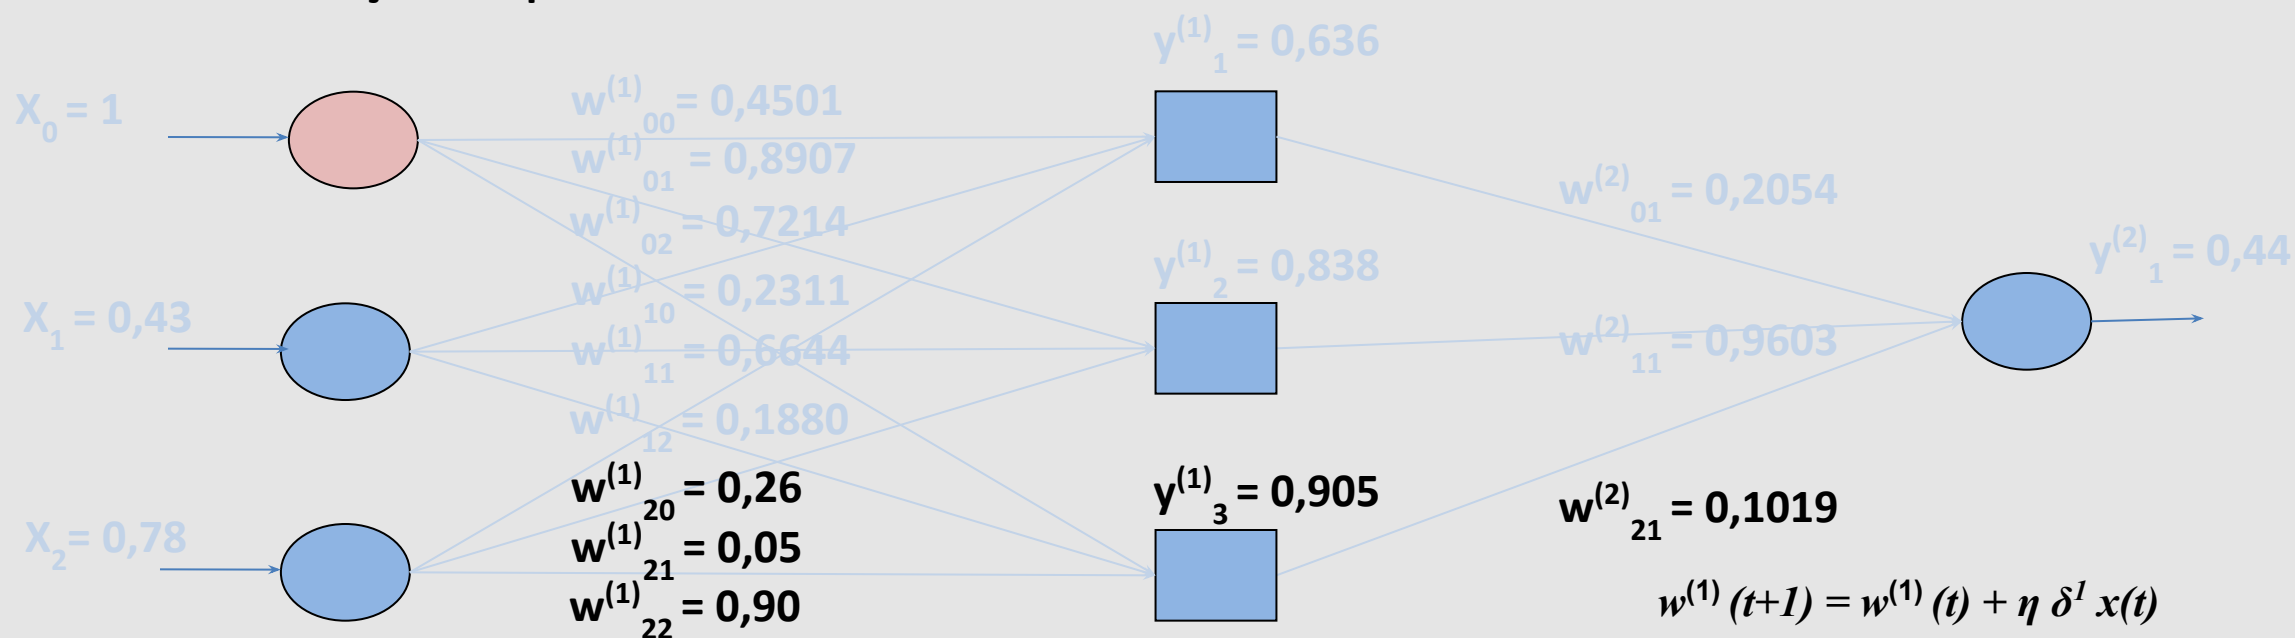 y(1)1 = 0,636
X0 = 1
w(1)00 = 0,4501
w(1)01 = 0,8907
w(2)01 = 0,2054
w(1)02 = 0,7214
y(2)1 = 0,44
y(1)2 = 0,838
w(1)10 = 0,2311
X1 = 0,43
w(1)11 = 0,6644
w(2)11 = 0,9603
w(1)12 = 0,1880
w(1)20 = 0,26
y(1)3 = 0,905
w(2)21 = 0,1019
X2 = 0,78
w(1)21 = 0,05
w(1)22 = 0,90
w(1) (t+1) = w(1) (t) + η δ1 x(t)